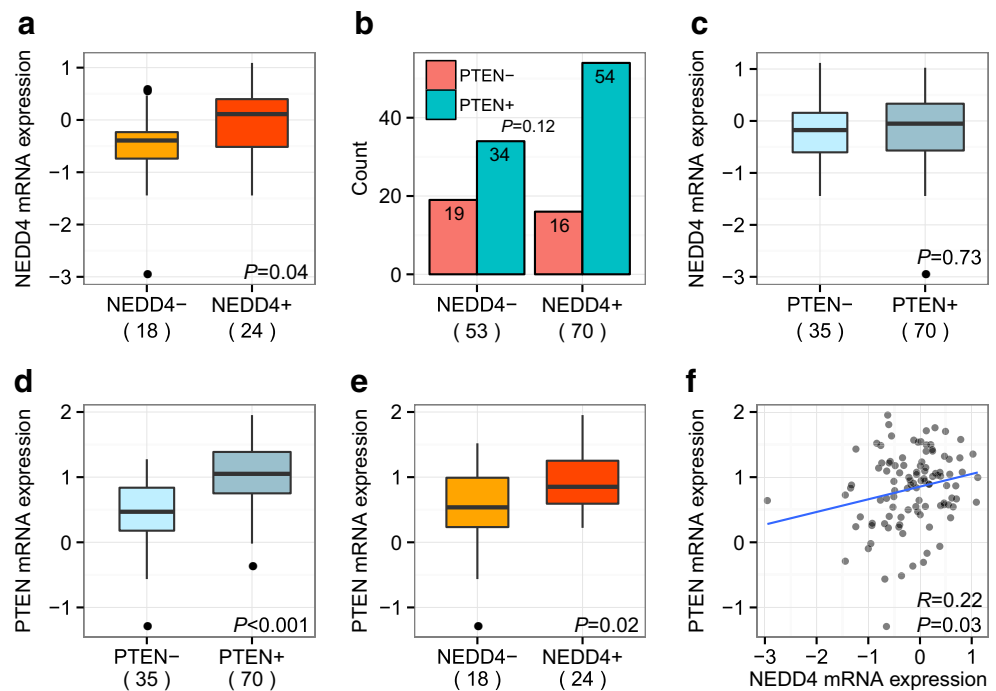 a
NEDD4 mRNA expression
1
0
−1
−2
−3
P=0.04
NEDD4− NEDD4+
( 18 ) ( 24 )
b
Count
40
20
0
PTEN−
PTEN+
P=0.12
19 34 16 54
NEDD4− NEDD4+
( 53 ) ( 70 )
c
NEDD4 mRNA expression
1
0
−1
−2
−3
P=0.73
PTEN− PTEN+
( 35 ) ( 70 )
d
PTEN mRNA expression
2
1
0
−1
P<0.001
PTEN− PTEN+
( 35 ) ( 70 )
e
PTEN mRNA expression
2
1
0
−1
P=0.02
NEDD4− NEDD4+
( 18 ) ( 24 )
f
PTEN mRNA expression
2
1
0
−1
R=0.22
P=0.03
−3 −2 −1 0 1
NEDD4 mRNA expression